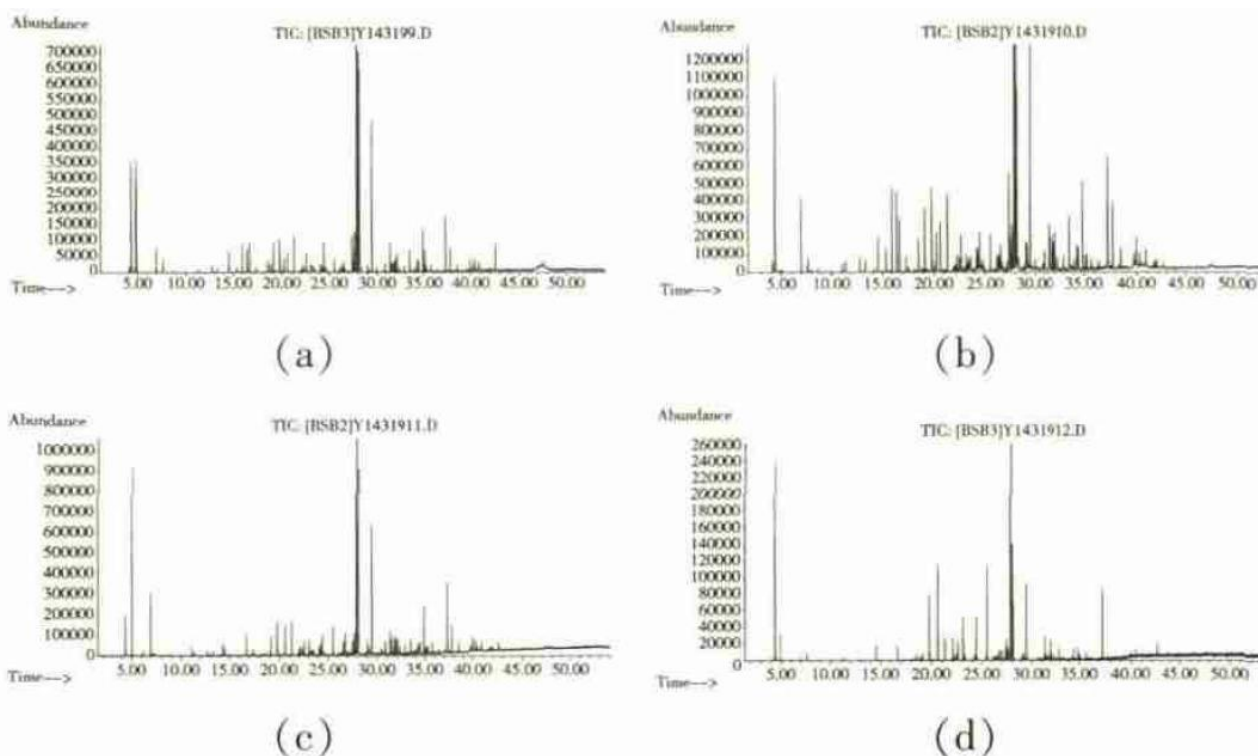 Abundance
TIC: [BSB3]Y143199.D
700000
650000
600000
550000
500000
450000
400000
350000
300000
250000
200000
150000
100000
50000
0
5.00 10.00 15.00 20.00 25.00 30.00 35.00 40.00 45.00 50.00
Time--->
(a)
Abundance
TIC: [BSB2]Y1431910.D
1200000
1100000
1000000
900000
800000
700000
600000
500000
400000
300000
200000
100000
0
5.00 10.00 15.00 20.00 25.00 30.00 35.00 40.00 45.00 50.00
Time--->
(b)
Abundance
TIC: [BSB2]Y1431911.D
1000000
900000
800000
700000
600000
500000
400000
300000
200000
100000
0
5.00 10.00 15.00 20.00 25.00 30.00 35.00 40.00 45.00 50.00
Time--->
(c)
Abundance
TIC: [BSB3]Y1431912.D
260000
240000
220000
200000
180000
160000
140000
120000
100000
80000
60000
40000
20000
0
5.00 10.00 15.00 20.00 25.00 30.00 35.00 40.00 45.00 50.00
Time--->
(d)